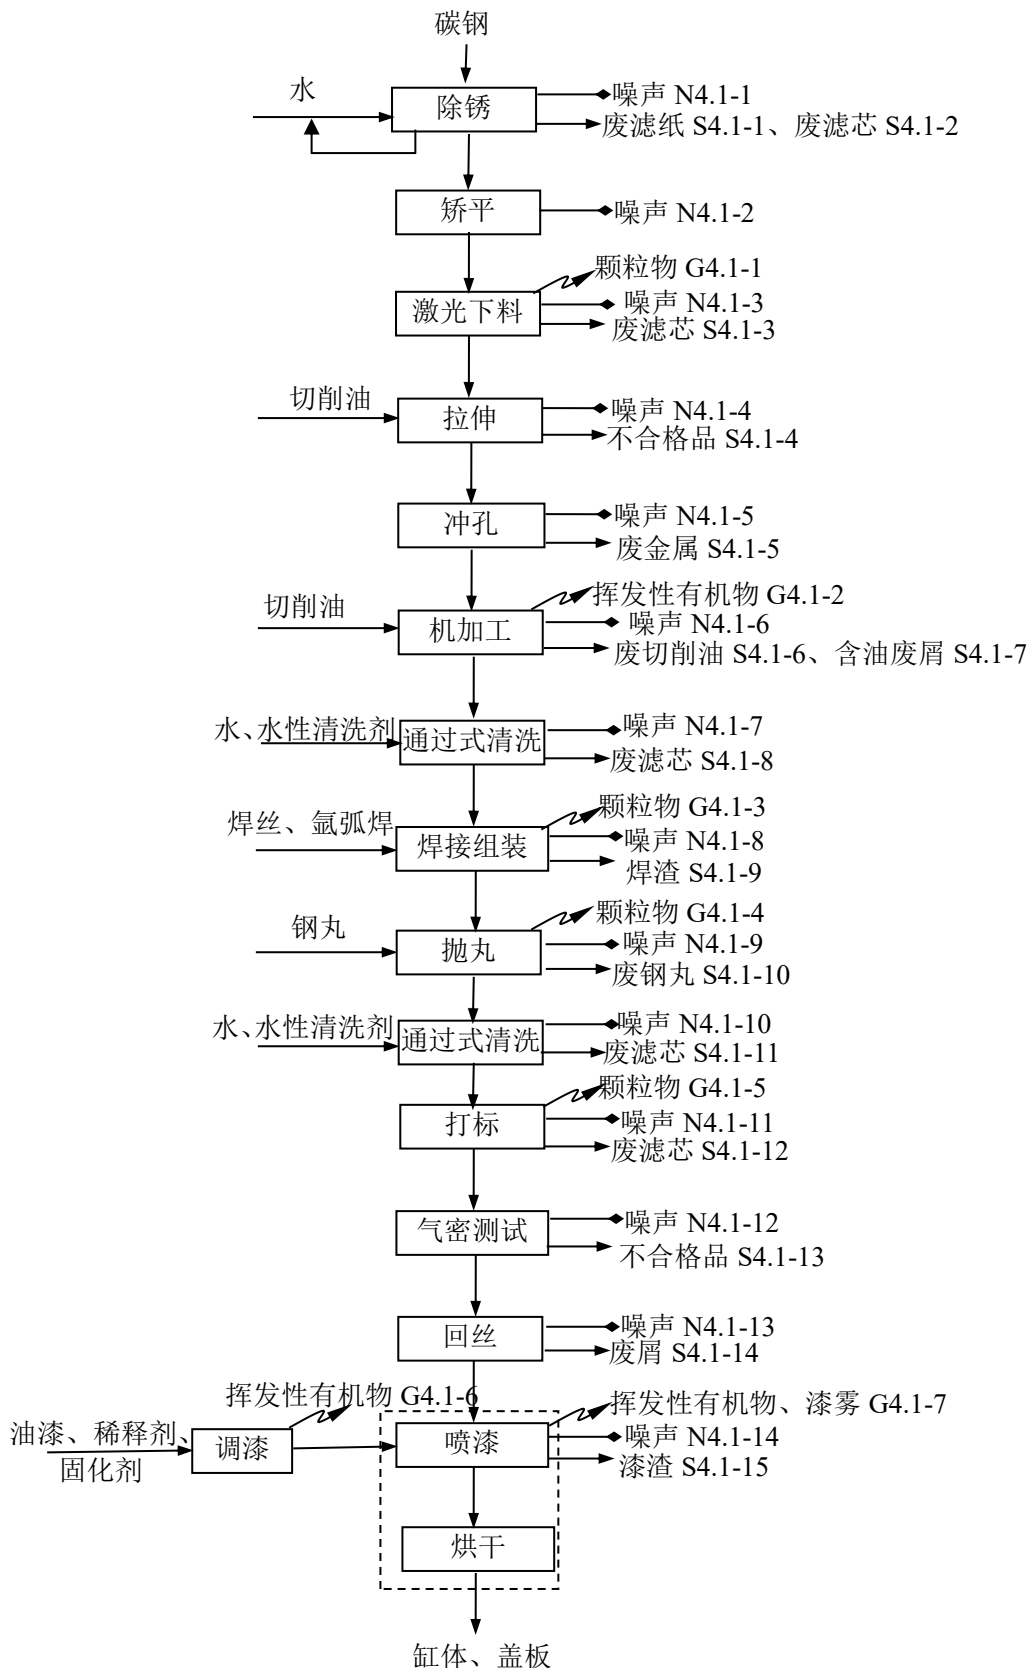 碳钢
水
除锈
噪声 N4.1-1
废滤纸 S4.1-1、废滤芯 S4.1-2
矫平
噪声 N4.1-2
颗粒物 G4.1-1
激光下料
噪声 N4.1-3
废滤芯 S4.1-3
切削油
拉伸
噪声 N4.1-4
不合格品 S4.1-4
冲孔
噪声 N4.1-5
废金属 S4.1-5
切削油
机加工
挥发性有机物 G4.1-2
噪声 N4.1-6
废切削油 S4.1-6、含油废屑 S4.1-7
水、水性清洗剂
通过式清洗
噪声 N4.1-7
废滤芯 S4.1-8
焊丝、氩弧焊
焊接组装
颗粒物 G4.1-3
噪声 N4.1-8
焊渣 S4.1-9
钢丸
抛丸
颗粒物 G4.1-4
噪声 N4.1-9
废钢丸 S4.1-10
水、水性清洗剂
通过式清洗
噪声 N4.1-10
废滤芯 S4.1-11
颗粒物 G4.1-5
打标
噪声 N4.1-11
废滤芯 S4.1-12
气密测试
噪声 N4.1-12
不合格品 S4.1-13
回丝
噪声 N4.1-13
废屑 S4.1-14
挥发性有机物 G4.1-6
油漆、稀释剂、
固化剂
调漆
喷漆
挥发性有机物、漆雾 G4.1-7
噪声 N4.1-14
漆渣 S4.1-15
烘干
缸体、盖板